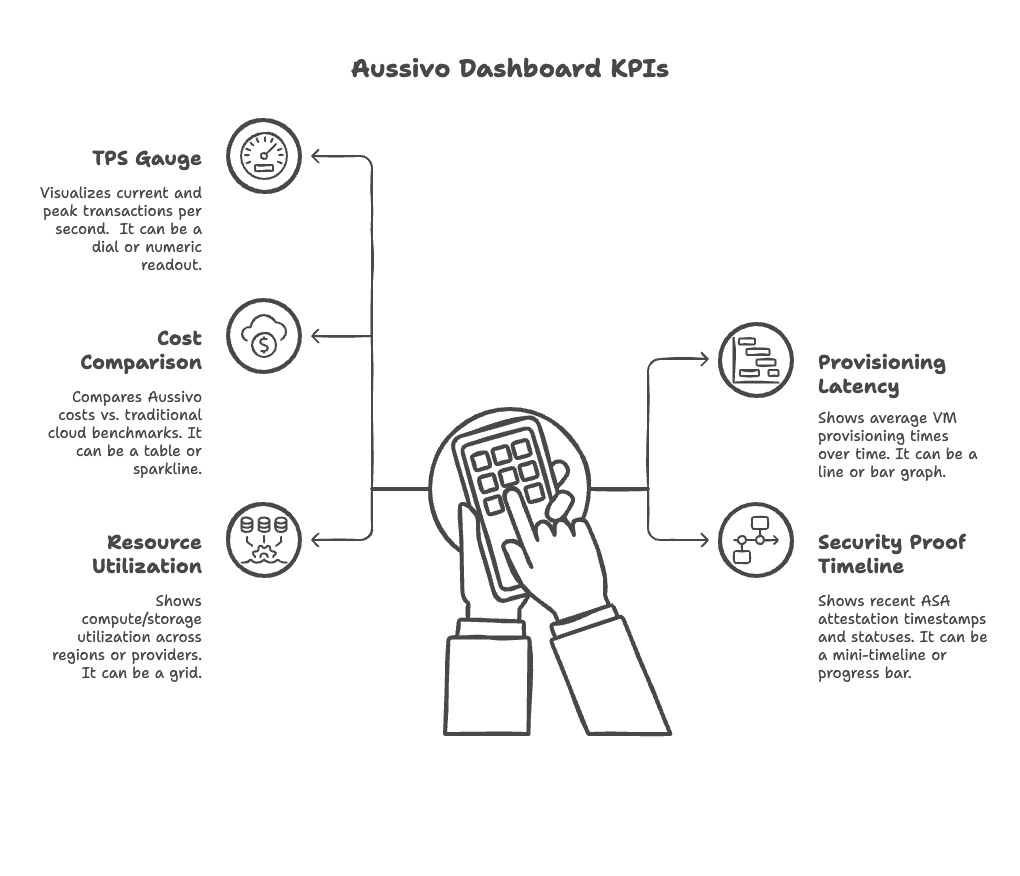 Aussivo Dashboard KPIs
TPS Gauge
Visualizes current and
peak transactions per
second. It can be a
dial or numeric
readout.
Cost
Comparison
Compares Aussivo
costs vs. traditional
cloud benchmarks. It
can be a table or
sparkline.
Resource
Utilization
Shows
compute/storage
utilization across
regions or providers.
It can be a grid.
Provisioning
Latency
Shows average VM
provisioning times
over time. It can be a
line or bar graph.
Security Proof
Timeline
Shows recent ASA
attestation timestamps
and statuses. It can be
a mini-timeline or
progress bar.
$